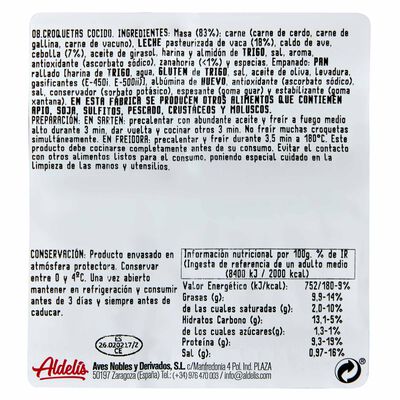 08.CROQUETAS COCIDO. INGREDIENTES: Masa (83%): carne (carne de cerdo, carne de
gallina, carne de vacuno), LECHE pasteurizada de vaca (18%), caldo de ave,
cebolla (7%), aceite de girasol, harina y almidón de TRIGO, sal, aroma,
antioxidante (ascorbato sódico), zanahoria (<1%) y especias, Empanado: PAN
rallado [harina de TRIGO, agua, GLUTEN de TRIGO, sal, aceite de oliva, levadura,
gasificantes (E-450i, E-500ii)], albúmina de HUEVO, antioxidante (ascorbato sódico),
sal, conservador (sorbato potásico), espesante (goma guar) y estabilizante (goma
xantana). EN ESTA FÁBRICA SE PRODUCEN OTROS ALIMENTOS QUE CONTIENEN
APIO, SOJA, SULFITOS, PESCADO, CRUSTÁCEOS Y MOLUSCOS.
PREPARACIÓN: EN SARTÉN: precalentar con abundante aceite y freír a fuego medio
alto durante 3 min, dar vuelta y cocinar otros 3 min. No freír muchas croquetas
simultáneamente. EN FREIDORA: precalentar y freír durante 3,5 min a 180°C. Este
producto debe cocinarse completamente antes de su consumo. Evitar el contacto
con otros alimentos listos para el consumo, poniendo especial cuidado en la
limpieza de las manos y utensilios.
CONSERVACIÓN: Producto envasado en
atmósfera protectora. Conservar
entre 0 y 4°C. Una vez abierto
mantener en refrigeración y consumir
antes de 3 días y siempre antes de
caducar.
Información nutricional por 100g. % de IR
(Ingesta de referencia de un adulto medio)
(8400 kJ / 2000 kcal)
Valor Energético (kJ/kcal): 752/180-9%
Grasas (g): 9,9-14%
de las cuales saturadas (g): 2,0-10%
Hidratos Carbono (g): 13,1-5%
de los cuales azúcares(g): 1,3-1%
Proteínas (g): 9,3-19%
Sal (g): 0,97-16%
ES
26.020217/Z
CE
Aldelís
Aves Nobles y Derivados, S.L. c/Manfredonia 4 Pol. Ind. PLAZA
50197 Zaragoza (España) Tel.: (+34) 976 470 003 / info@aldelis.com